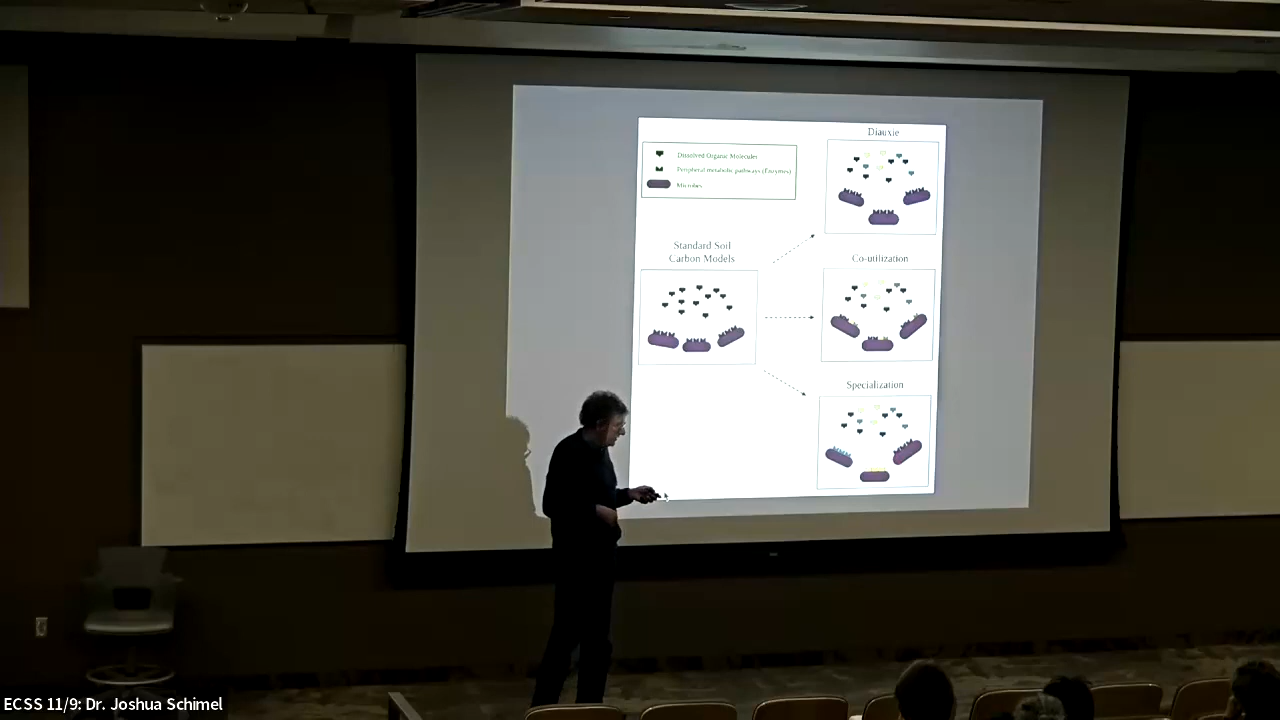 Diauxie
Dissolved Organic Molecules
Peripheral metabolic pathways (Enzymes)
Microbes
Standard Soil
Carbon Models
Co-utilization
Specialization
ECSS 11/9: Dr. Joshua Schimel